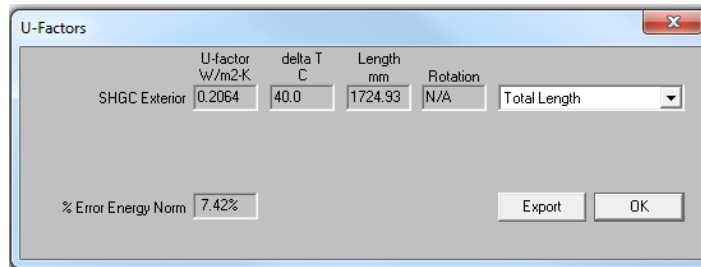 U-Factors
U-factor delta T Length
W/m2-K C mm Rotation
SHGC Exterior 0.2064 40.0 1724.93 N/A Total Length
% Error Energy Norm 7.42% Export OK